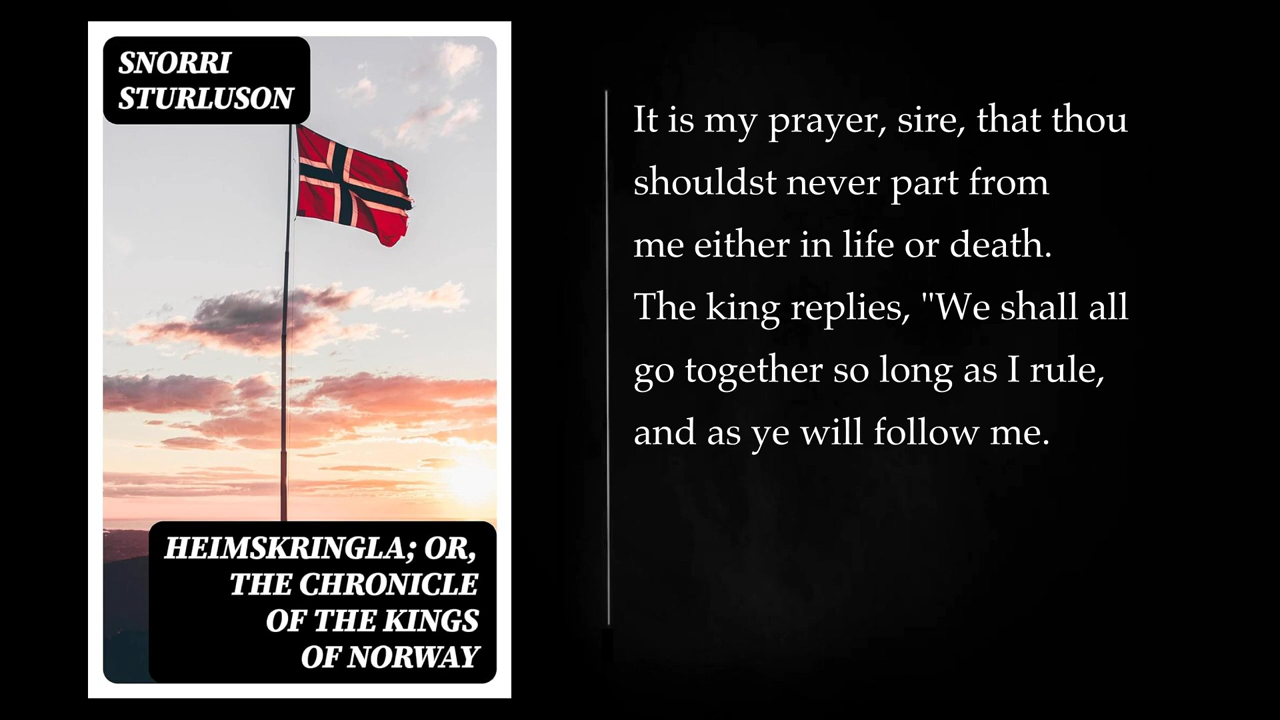 SNORRI
STURLUSON
HEIMSKRINGLA; OR,
THE CHRONICLE
OF THE KINGS
OF NORWAY
It is my prayer, sire, that thou
shouldst never part from
me either in life or death.
The king replies, "We shall all
go together so long as I rule,
and as ye will follow me.